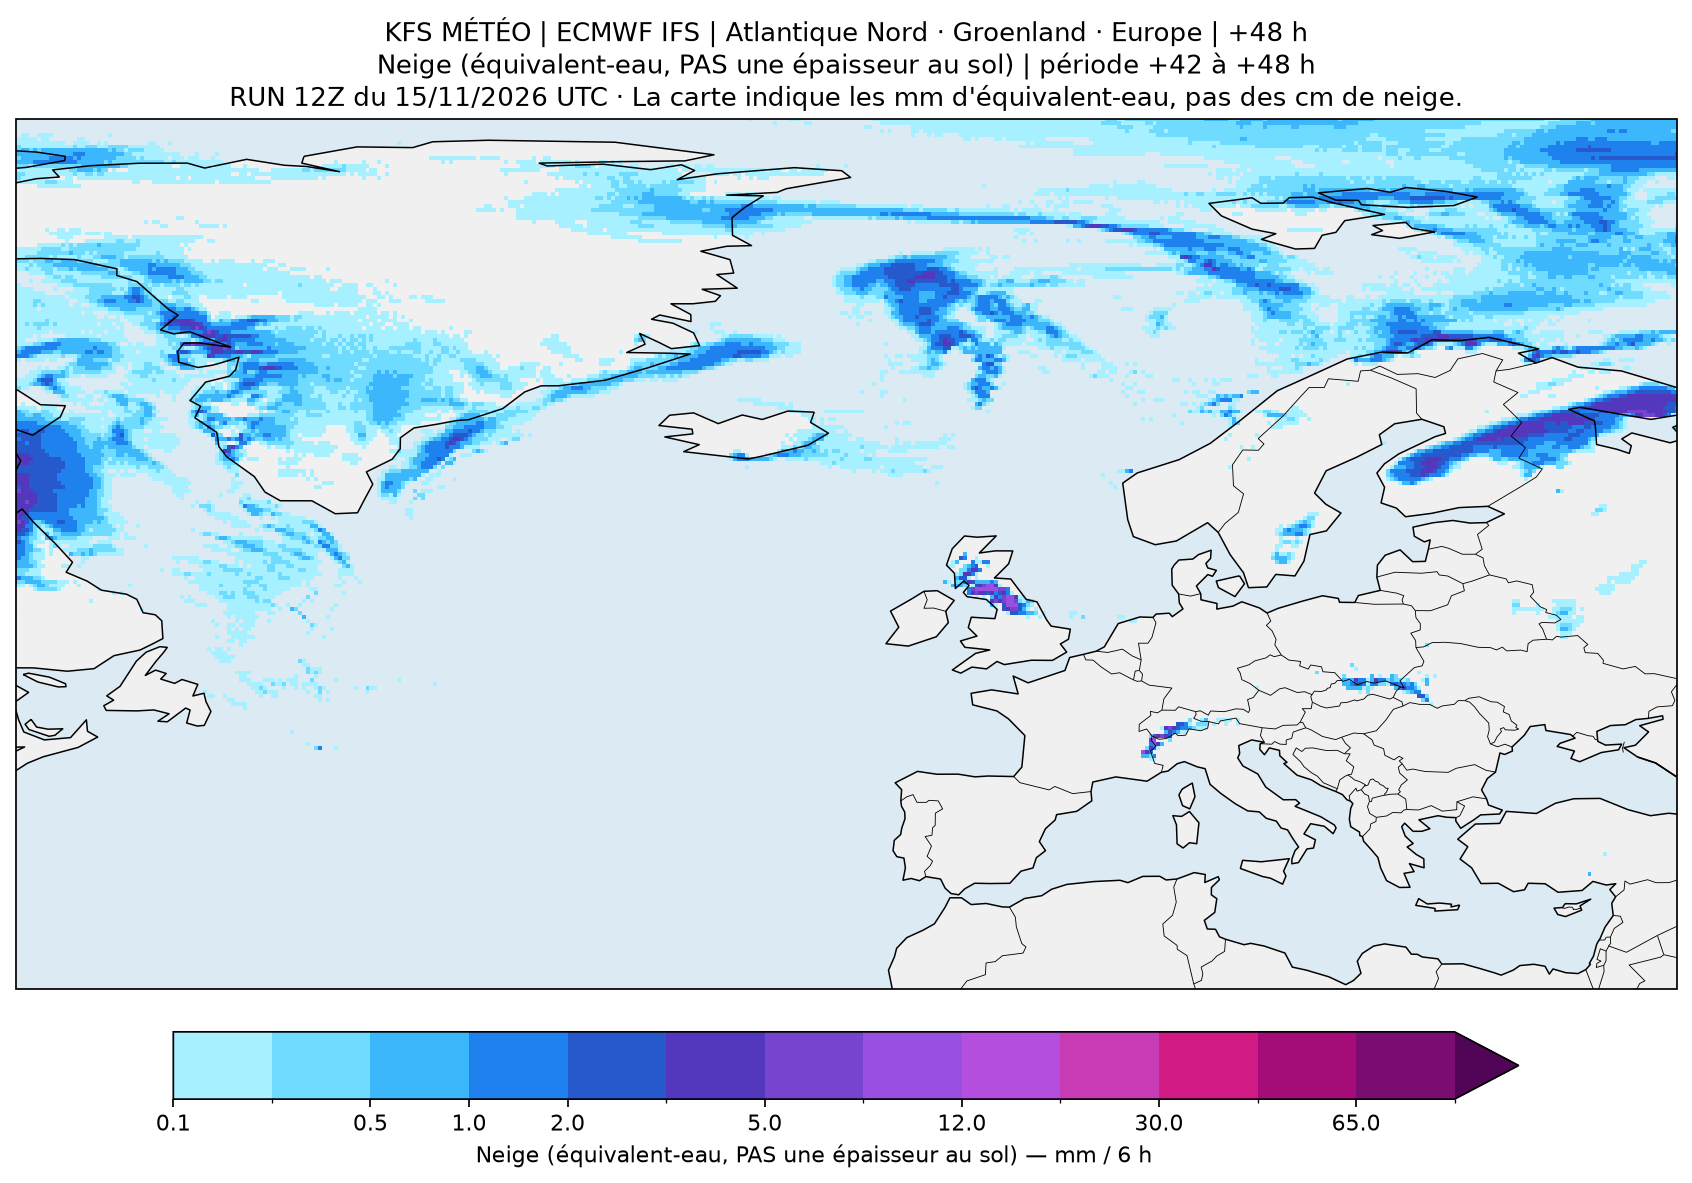 KFS MÉTÉO | ECMWF IFS | Atlantique Nord · Groenland · Europe | +48 h
Neige (équivalent-eau, PAS une épaisseur au sol) | période +42 à +48 h
RUN 12Z du 15/11/2026 UTC · La carte indique les mm d'équivalent-eau, pas des cm de neige.
0.1 0.5 1.0 2.0 5.0 12.0 30.0 65.0
Neige (équivalent-eau, PAS une épaisseur au sol) — mm / 6 h